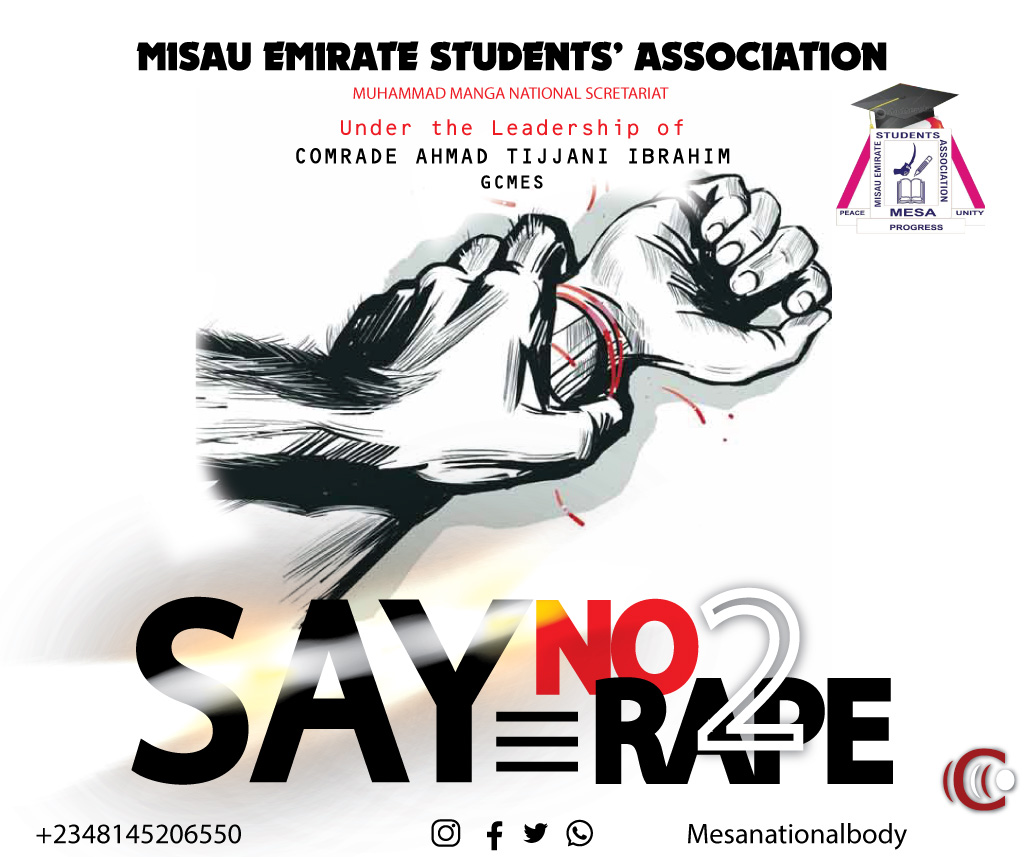 MISAU EMIRATE STUDENTS' ASSOCIATION
MUHAMMAD MANGA NATIONAL SCRETARIAT
Under the Leadership of
COMRADE AHMAD TIJJANI IBRAHIM
GCMES
STUDENTS
MISAU EMIRATE
ASSOCIATION
PEACE
MESA
UNITY
PROGRESS
SAY NO 2
RAPE
+2348145206550
Mesanationalbody